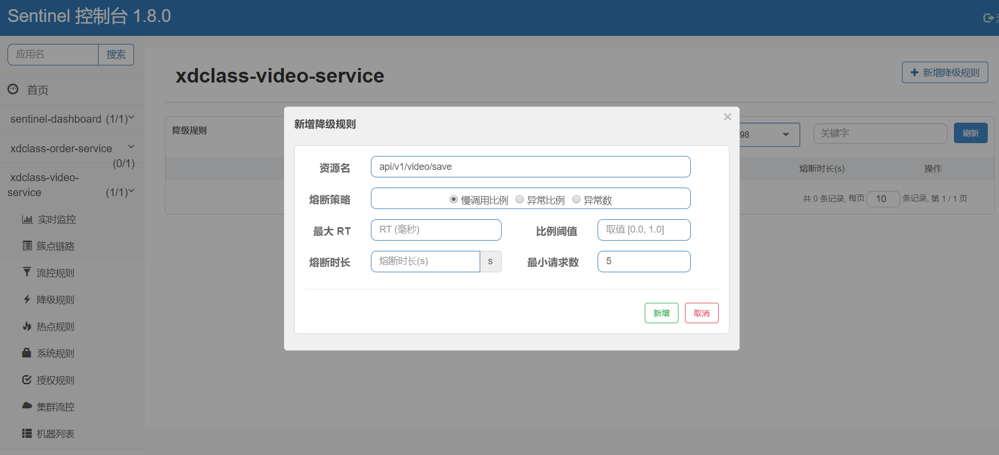 Sentinel 控制台 1.8.0
应用名
搜索
首页
sentinel-dashboard (1/1)
xdclass-order-service
(0/1)
xdclass-video-
service (1/1)
实时监控
簇点链路
流控规则
降级规则
热点规则
系统规则
授权规则
集群流控
机器列表
xdclass-video-service
新增降级规则
降级规则
98
关键字
刷新
熔断时长(s)
操作
共 0 条记录, 每页 10 条记录, 第 1 / 1 页
新增降级规则
×
资源名
api/v1/video/save
熔断策略
慢调用比例 异常比例 异常数
最大 RT
RT (毫秒)
比例阈值
取值 [0.0, 1.0]
熔断时长
熔断时长(s)
s
最小请求数
5
新增
取消